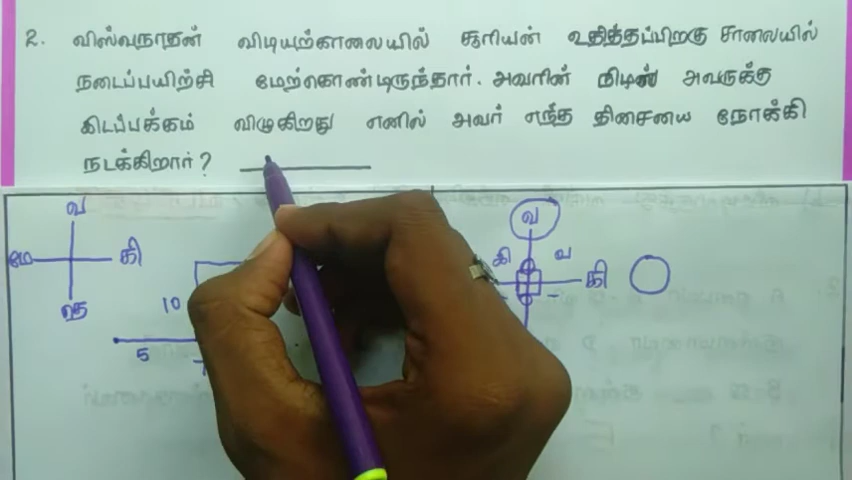 2. விஸ்வநாதன் விடியற்காலையில் சூரியன் உதித்தப்பிறகு சாலையில்
நடைப்பயிற்சி மேற்கொண்டிருந்தார். அவரின் நிழல் அவருக்கு
கிடப்பக்கம் விழுகிறது எனில் அவர் எந்த திசையை நோக்கி
நடக்கிறார்?
வ
மே கி
தெ
10
5
வ
கி வ
கி